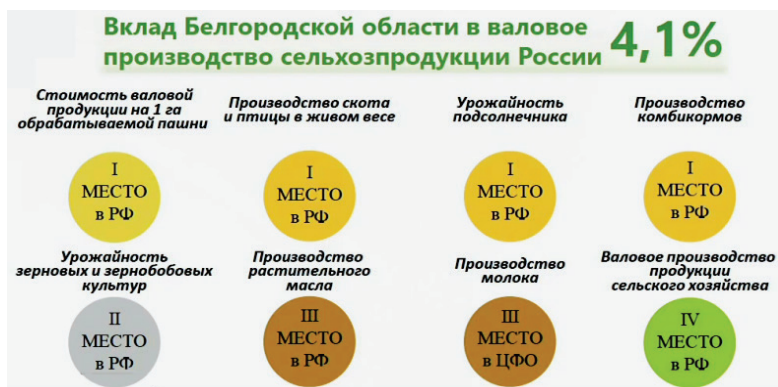 Вклад Белгородской области в валовое
производство сельхозпродукции России 4,1%
Стоимость валовой
продукции на 1 га
обрабатываемой пашни
I
МЕСТО
в РФ
Производство скота
и птицы в живом весе
I
МЕСТО
в РФ
Урожайность
подсолнечника
I
МЕСТО
в РФ
Производство
комбикормов
I
МЕСТО
в РФ
Урожайность
зерновых и зернобобовых
культур
II
МЕСТО
в РФ
Производство
растительного
масла
III
МЕСТО
в РФ
Производство
молока
III
МЕСТО
в ЦФО
Валовое производство
продукции
сельского хозяйства
IV
МЕСТО
в РФ